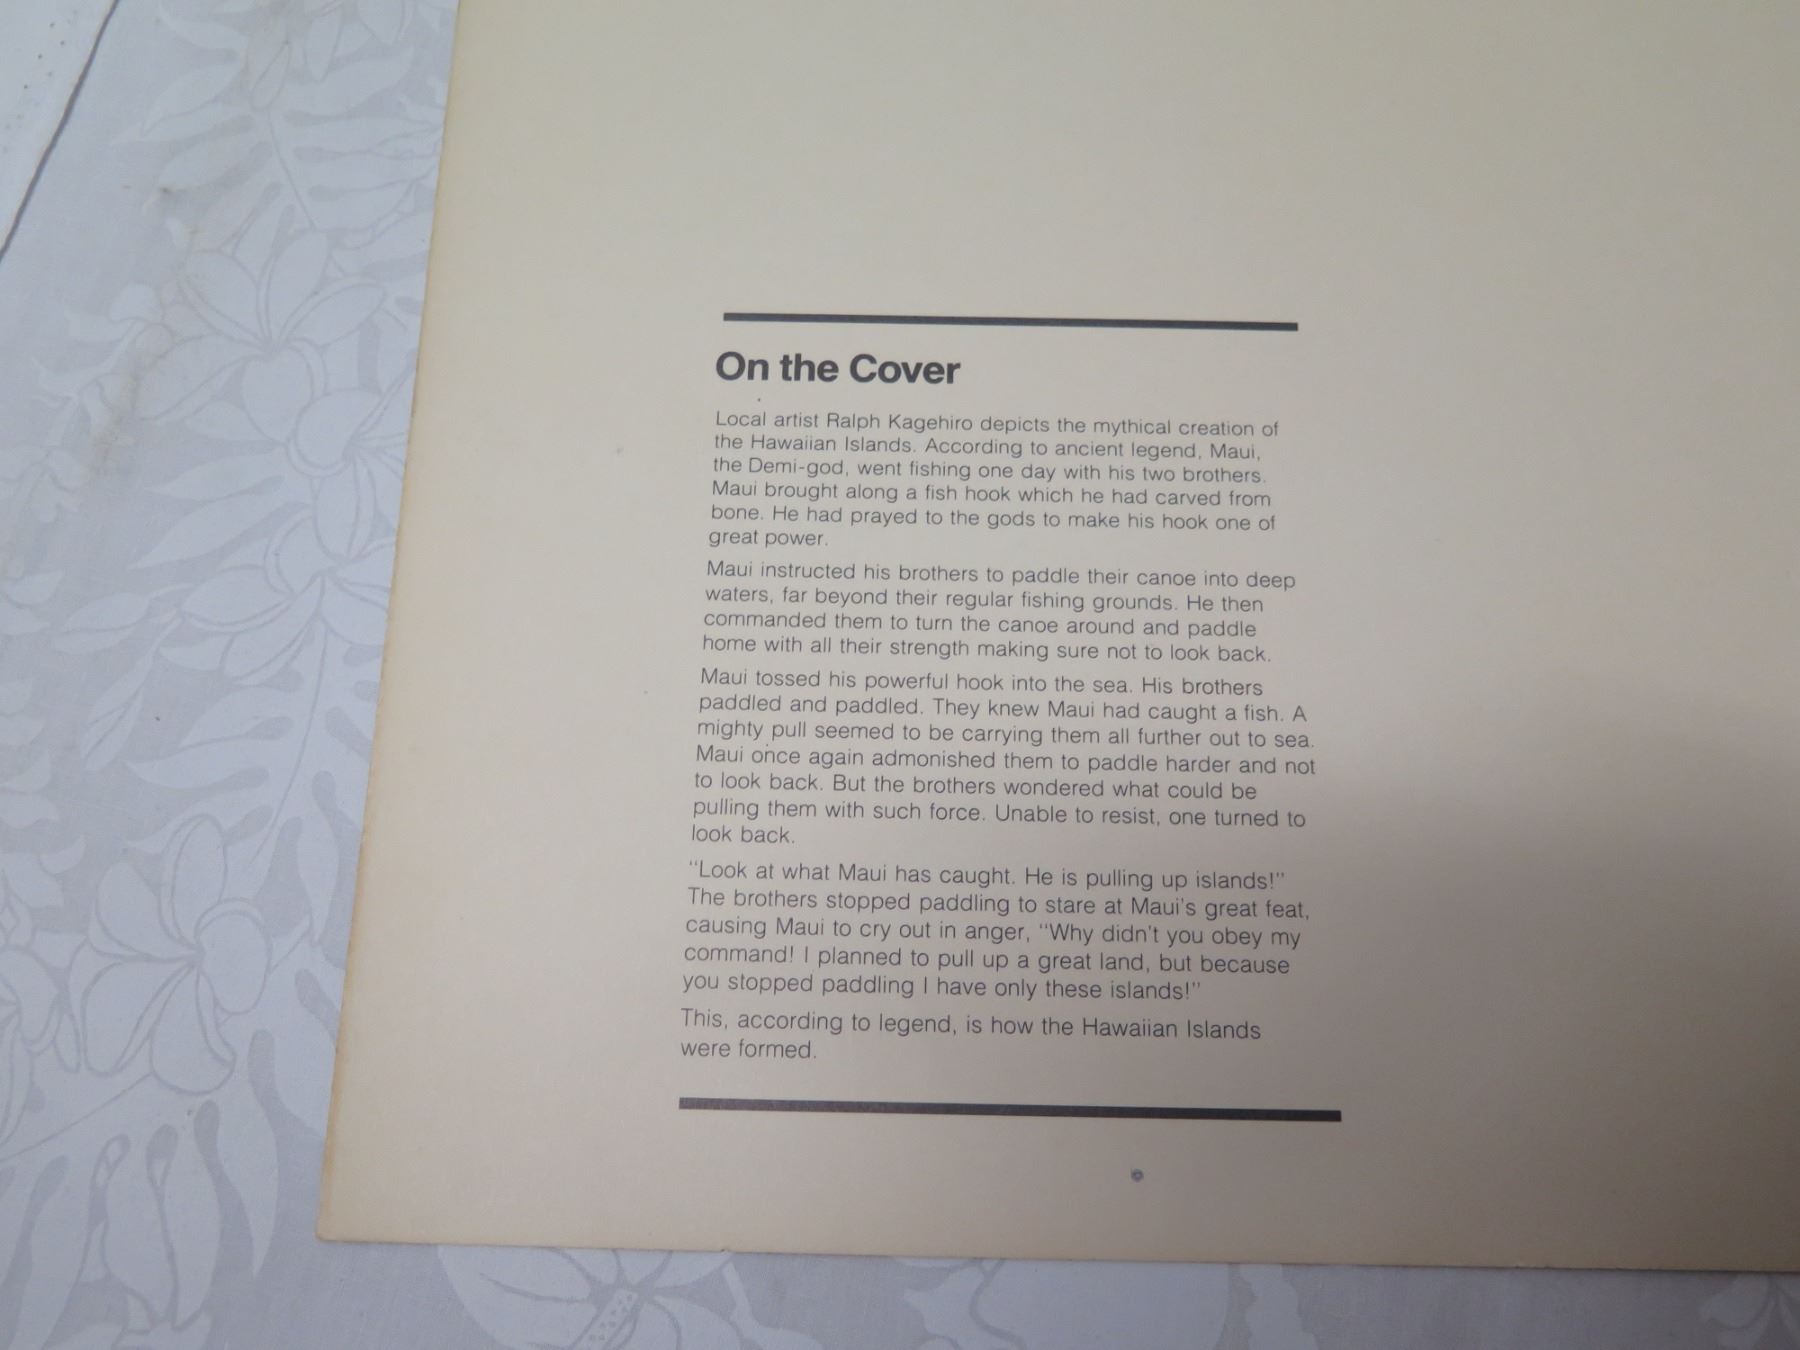 On the Cover
Local artist Ralph Kagehiro depicts the mythical creation of
the Hawaiian Islands. According to ancient legend, Maui,
the Demi-god, went fishing one day with his two brothers.
Maui brought along a fish hook which he had carved from
bone. He had prayed to the gods to make his hook one of
great power.
Maui instructed his brothers to paddle their canoe into deep
waters, far beyond their regular fishing grounds. He then
commanded them to turn the canoe around and paddle
home with all their strength making sure not to look back.
Maui tossed his powerful hook into the sea. His brothers
paddled and paddled. They knew Maui had caught a fish. A
mighty pull seemed to be carrying them all further out to sea.
Maui once again admonished them to paddle harder and not
to look back. But the brothers wondered what could be
pulling them with such force. Unable to resist, one turned to
look back.
“Look at what Maui has caught. He is pulling up islands!”
The brothers stopped paddling to stare at Maui's great feat,
causing Maui to cry out in anger, “Why didn't you obey my
command! I planned to pull up a great land, but because
you stopped paddling I have only these islands!”
This, according to legend, is how the Hawaiian Islands
were formed.